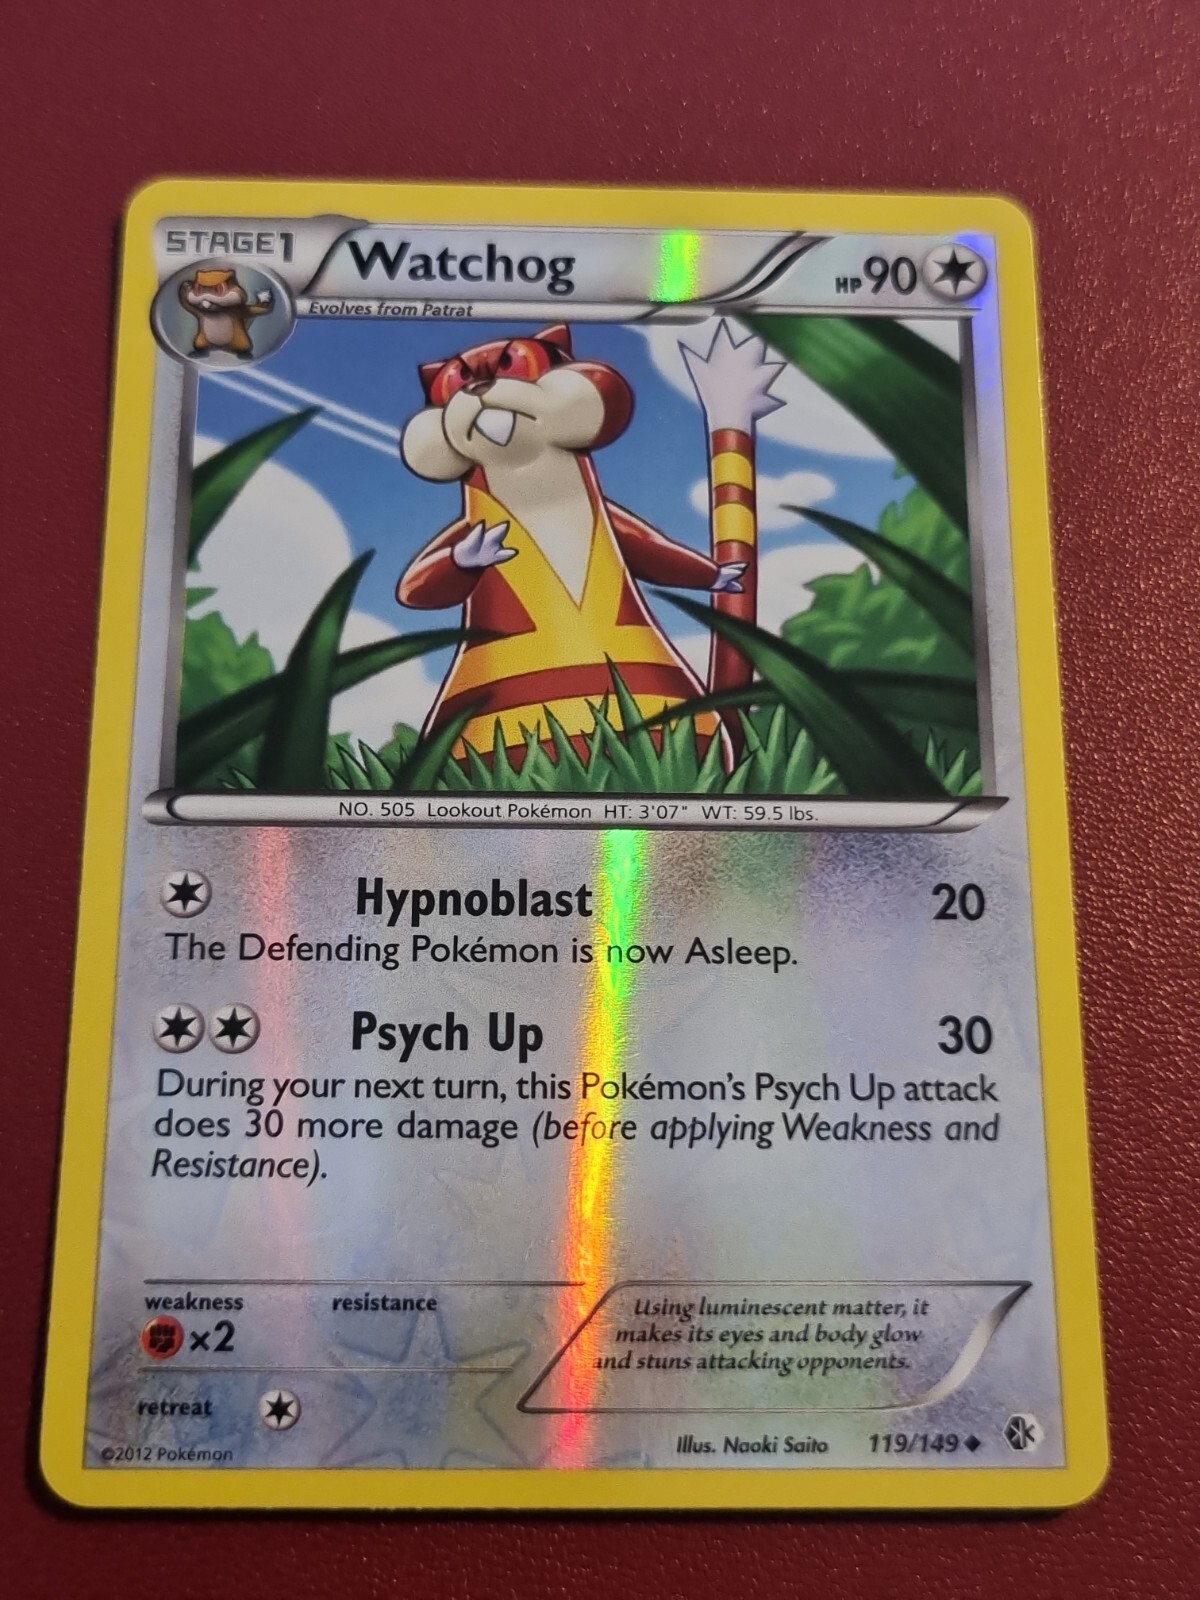 STAGE1
Watchog
HP 90
Evolves from Patrat
NO. 505 Lookout Pokémon HT: 3'07" WT: 59.5 lbs.
Hypnoblast 20
The Defending Pokémon is now Asleep.
Psych Up 30
During your next turn, this Pokémon's Psych Up attack
does 30 more damage (before applying Weakness and
Resistance).
weakness resistance
×2
retreat
Using luminescent matter, it
makes its eyes and body glow
and stuns attacking opponents.
©2012 Pokémon
Illus. Naoki Saito 119/149